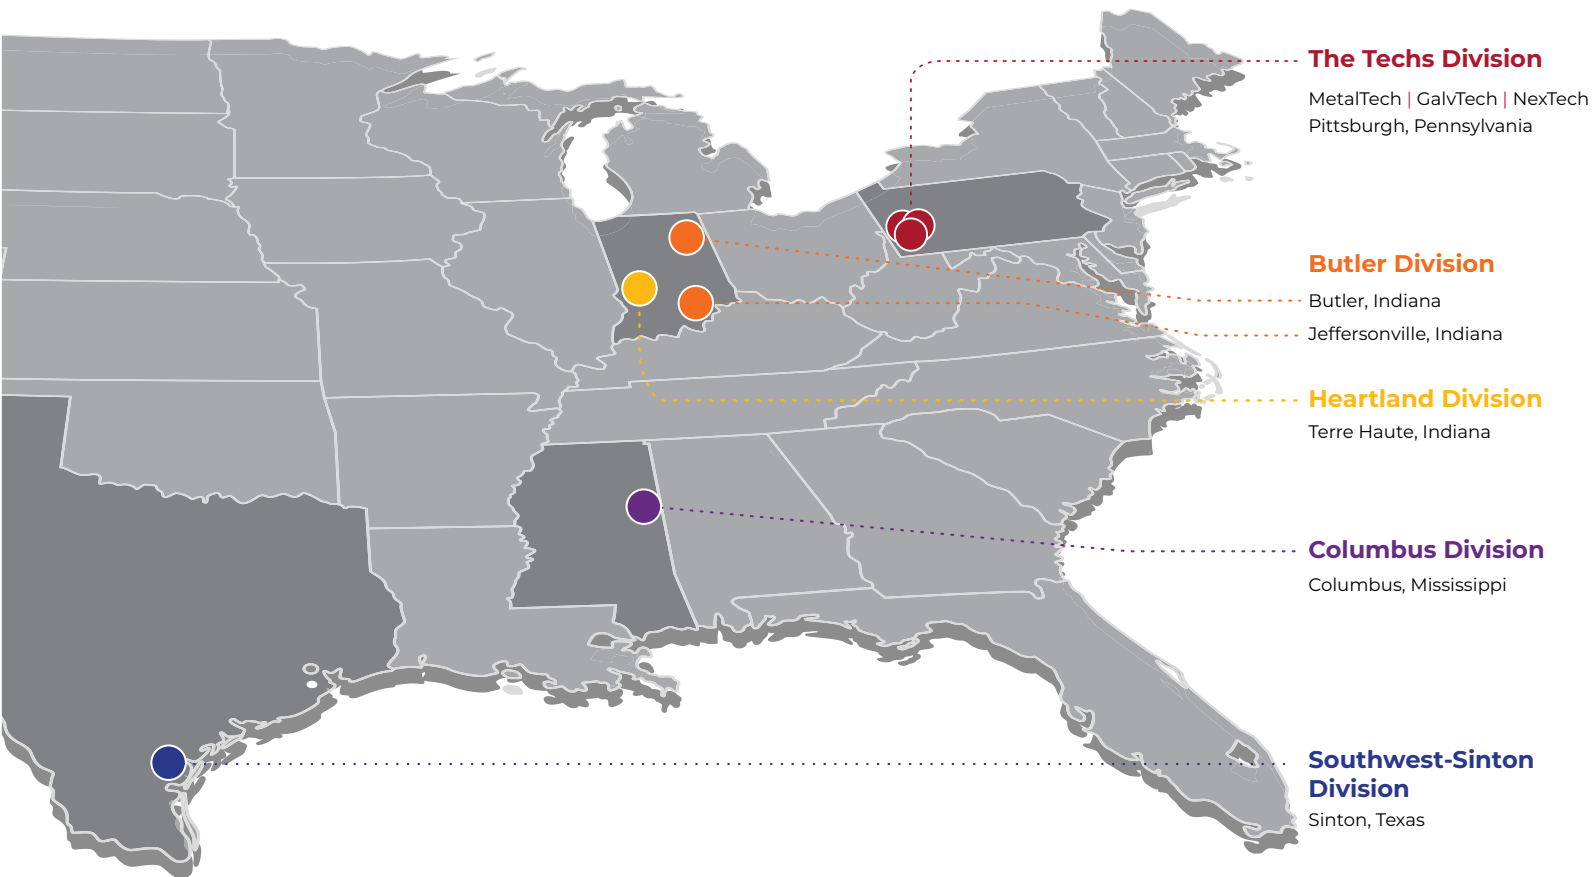 The Techs Division
MetalTech | GalvTech | NexTech
Pittsburgh, Pennsylvania
Butler Division
Butler, Indiana
Jeffersonville, Indiana
Heartland Division
Terre Haute, Indiana
Columbus Division
Columbus, Mississippi
Southwest-Sinton
Division
Sinton, Texas